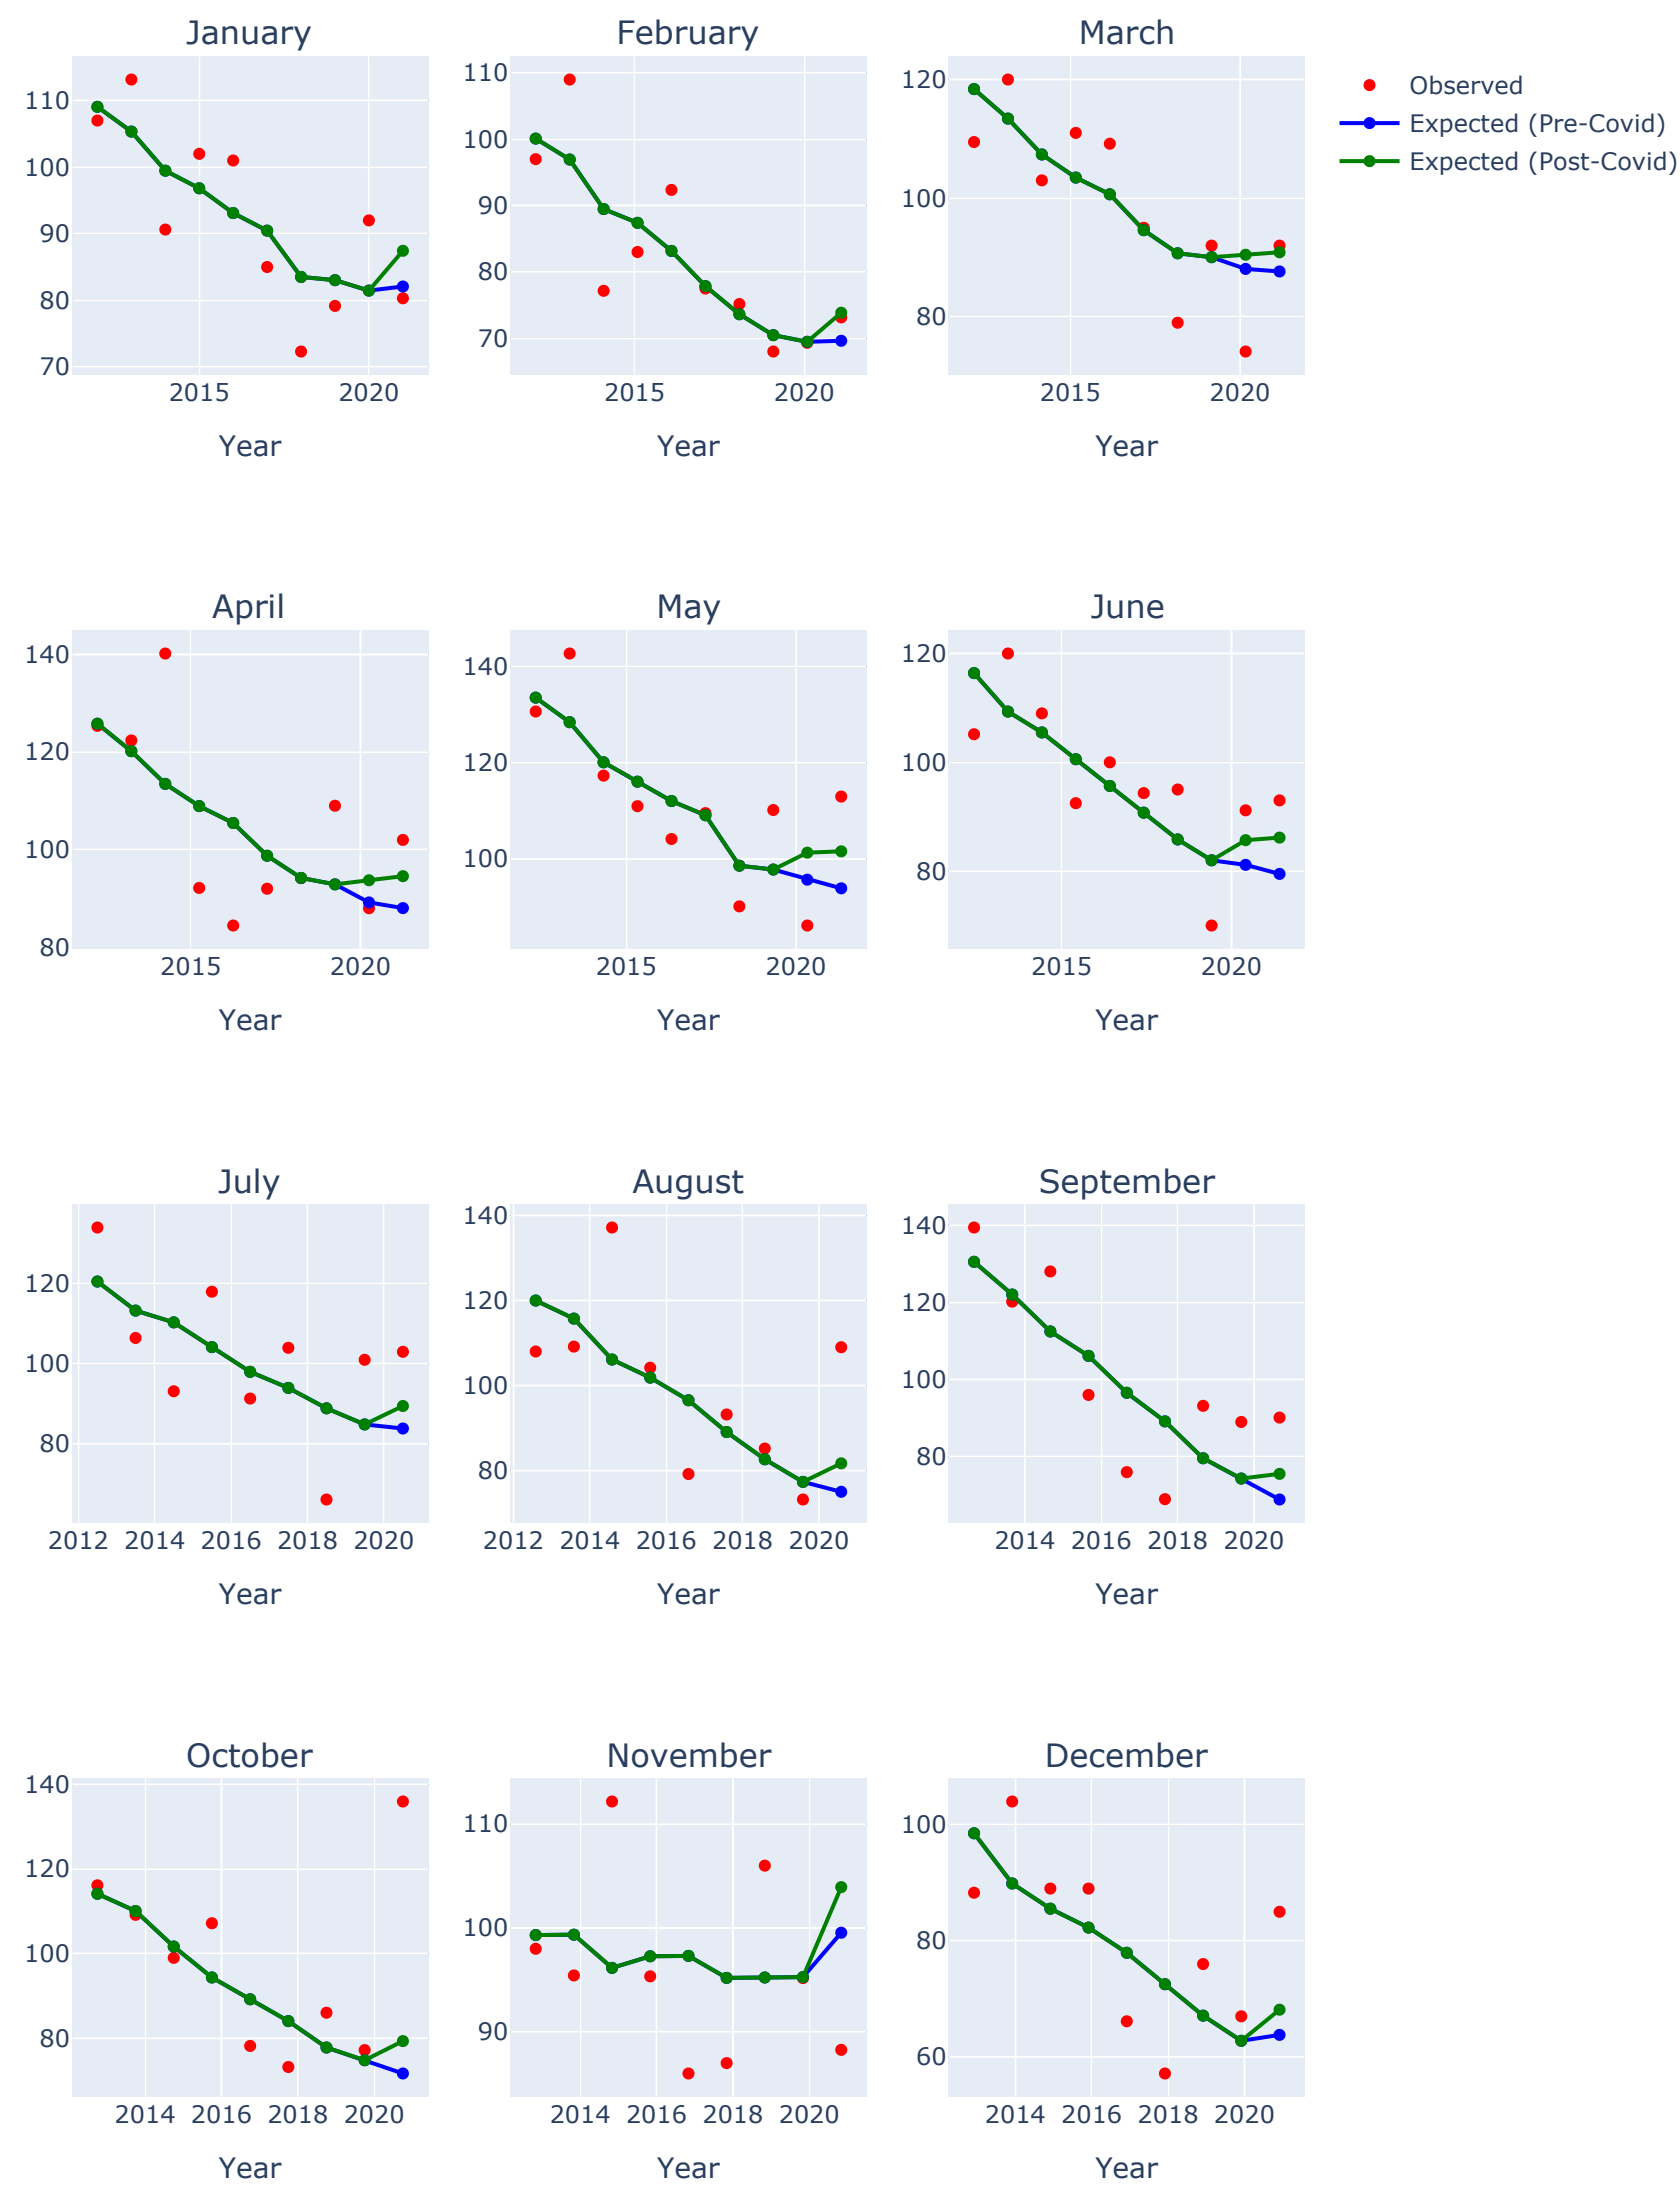 January
February
March
Observed
Expected (Pre-Covid)
Expected (Post-Covid)
110
100
90
80
70
2015
2020
Year
110
100
90
80
70
2015
2020
Year
120
100
80
2015
2020
Year
April
May
June
140
120
100
80
2015
2020
Year
140
120
100
2015
2020
Year
120
100
80
2015
2020
Year
July
August
September
120
100
80
2012 2014 2016 2018 2020
Year
140
120
100
80
2012 2014 2016 2018 2020
Year
140
120
100
80
2014 2016 2018 2020
Year
October
November
December
140
120
100
80
2014 2016 2018 2020
Year
110
100
90
2014 2016 2018 2020
Year
100
80
60
2014 2016 2018 2020
Year